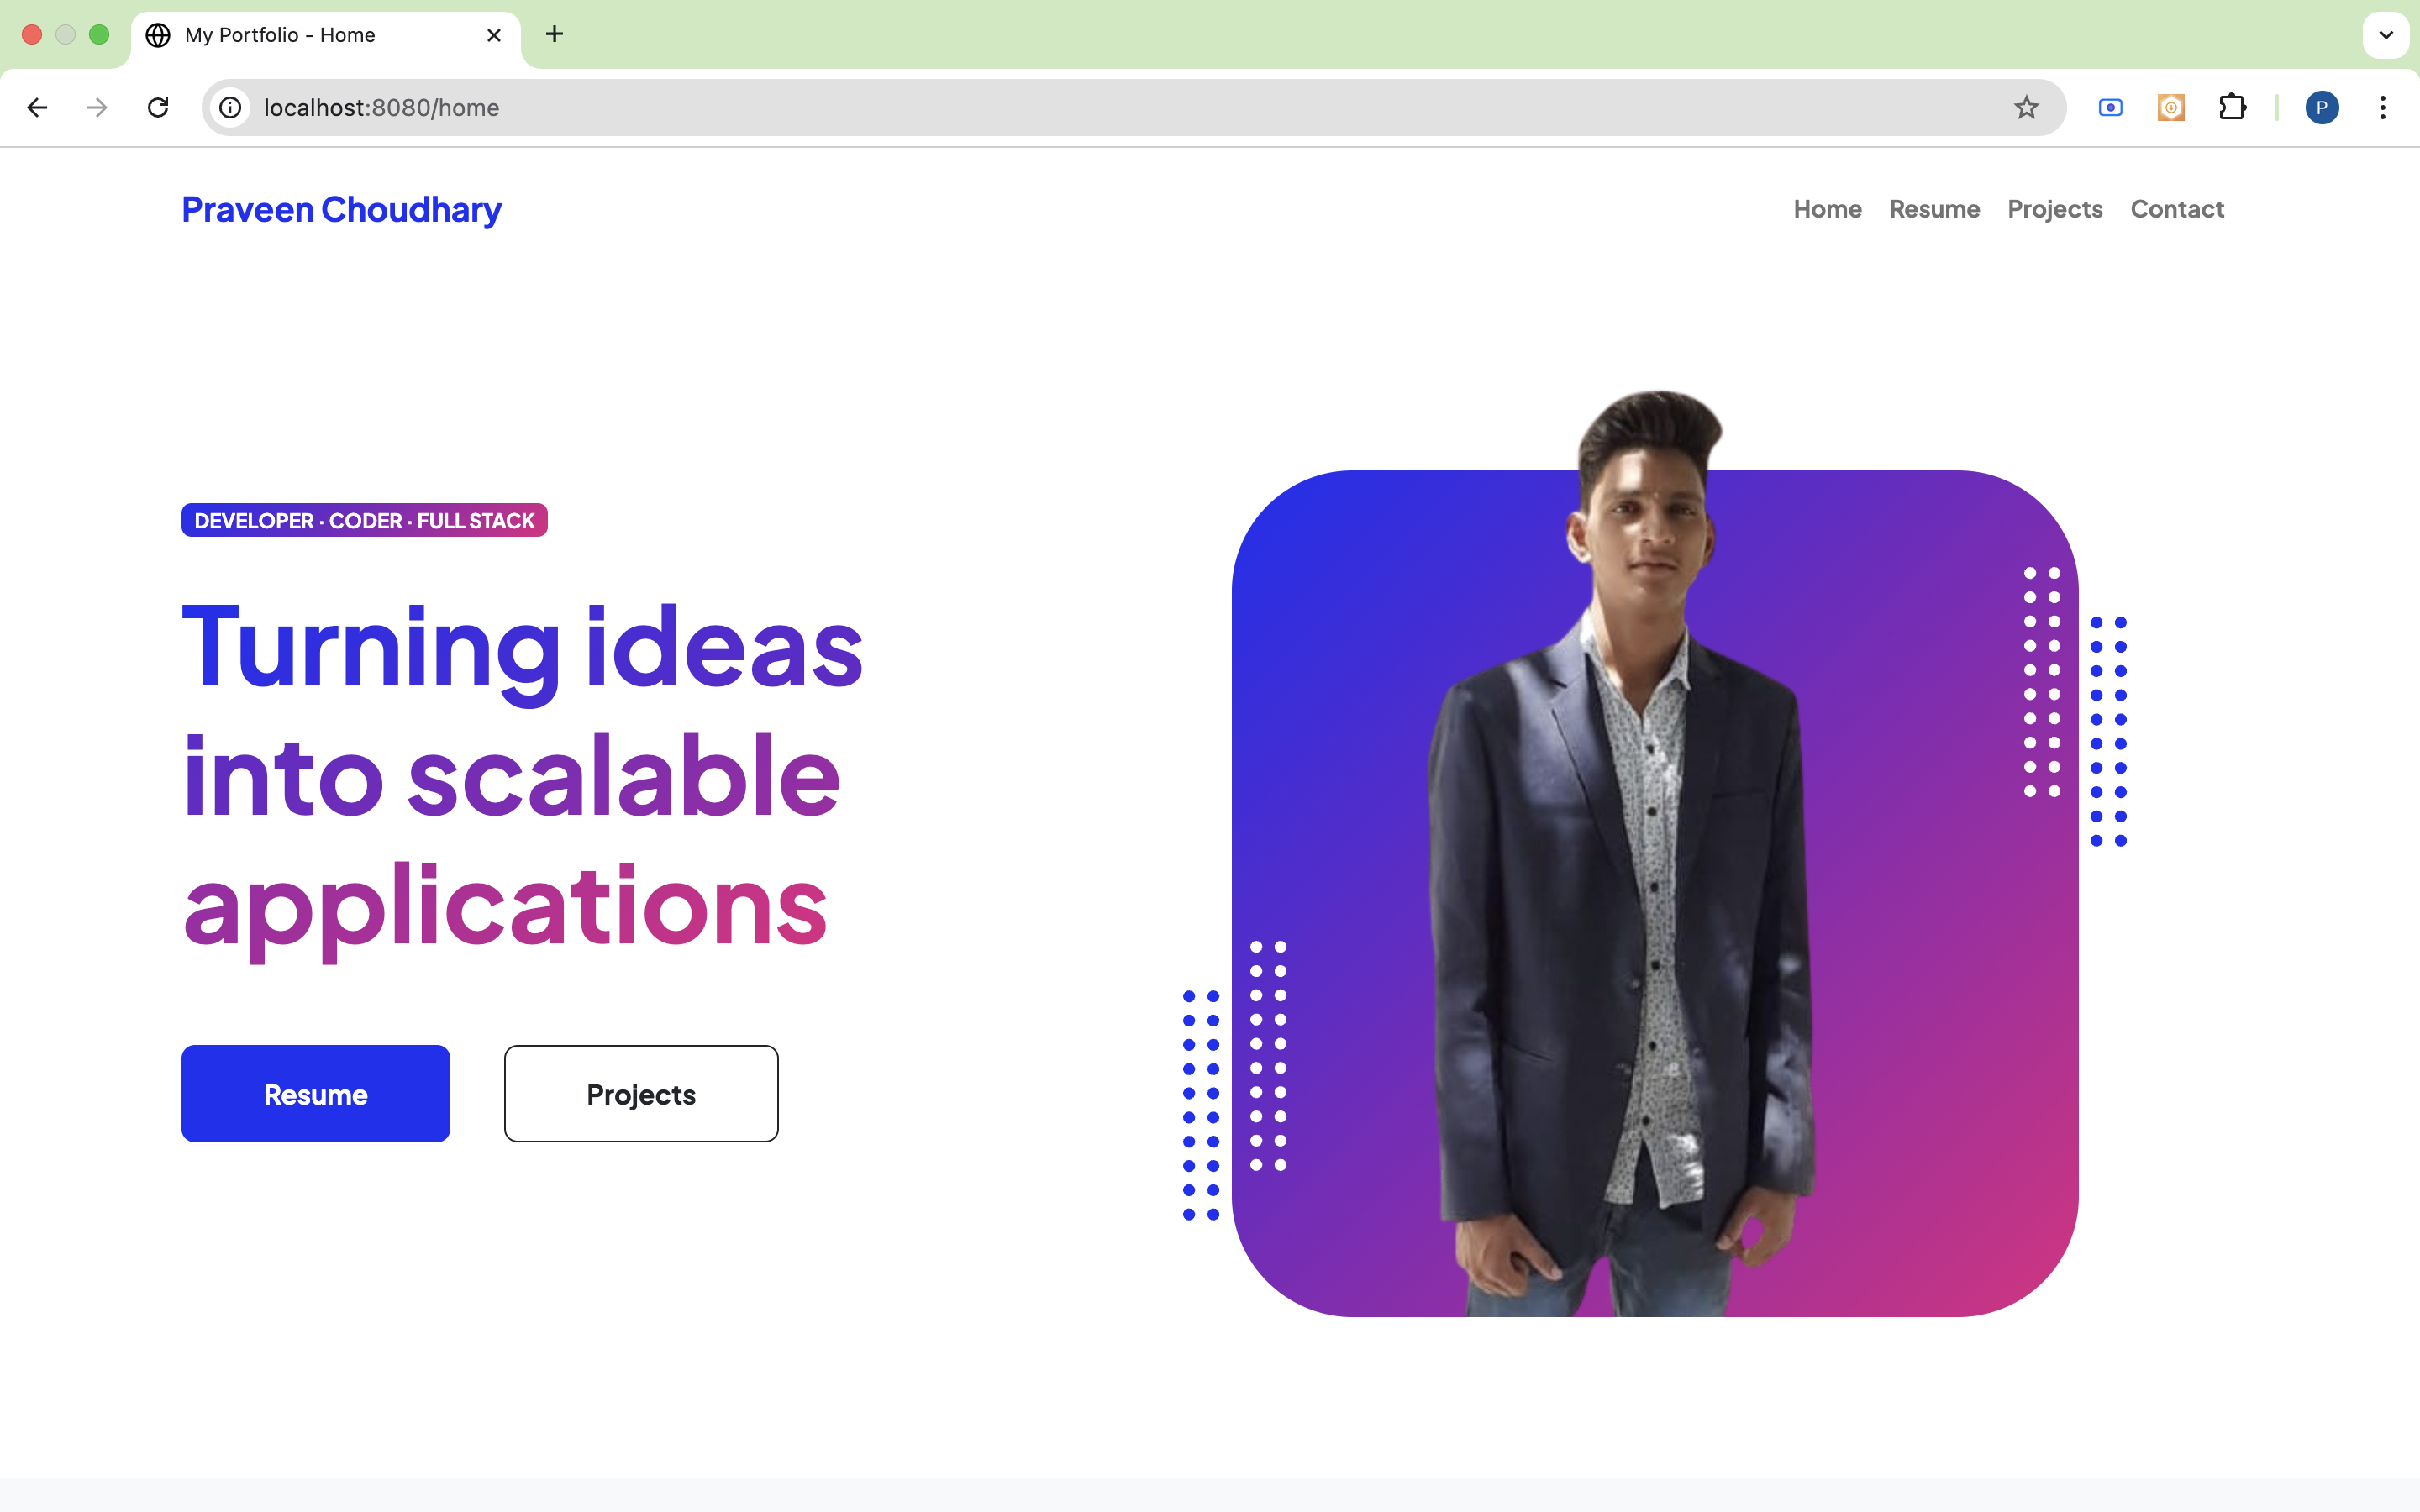 My Portfolio - Home
localhost:8080/home
P
Praveen Choudhary
Home Resume Projects Contact
DEVELOPER · CODER · FULL STACK
Turning ideas
into scalable
applications
Resume Projects